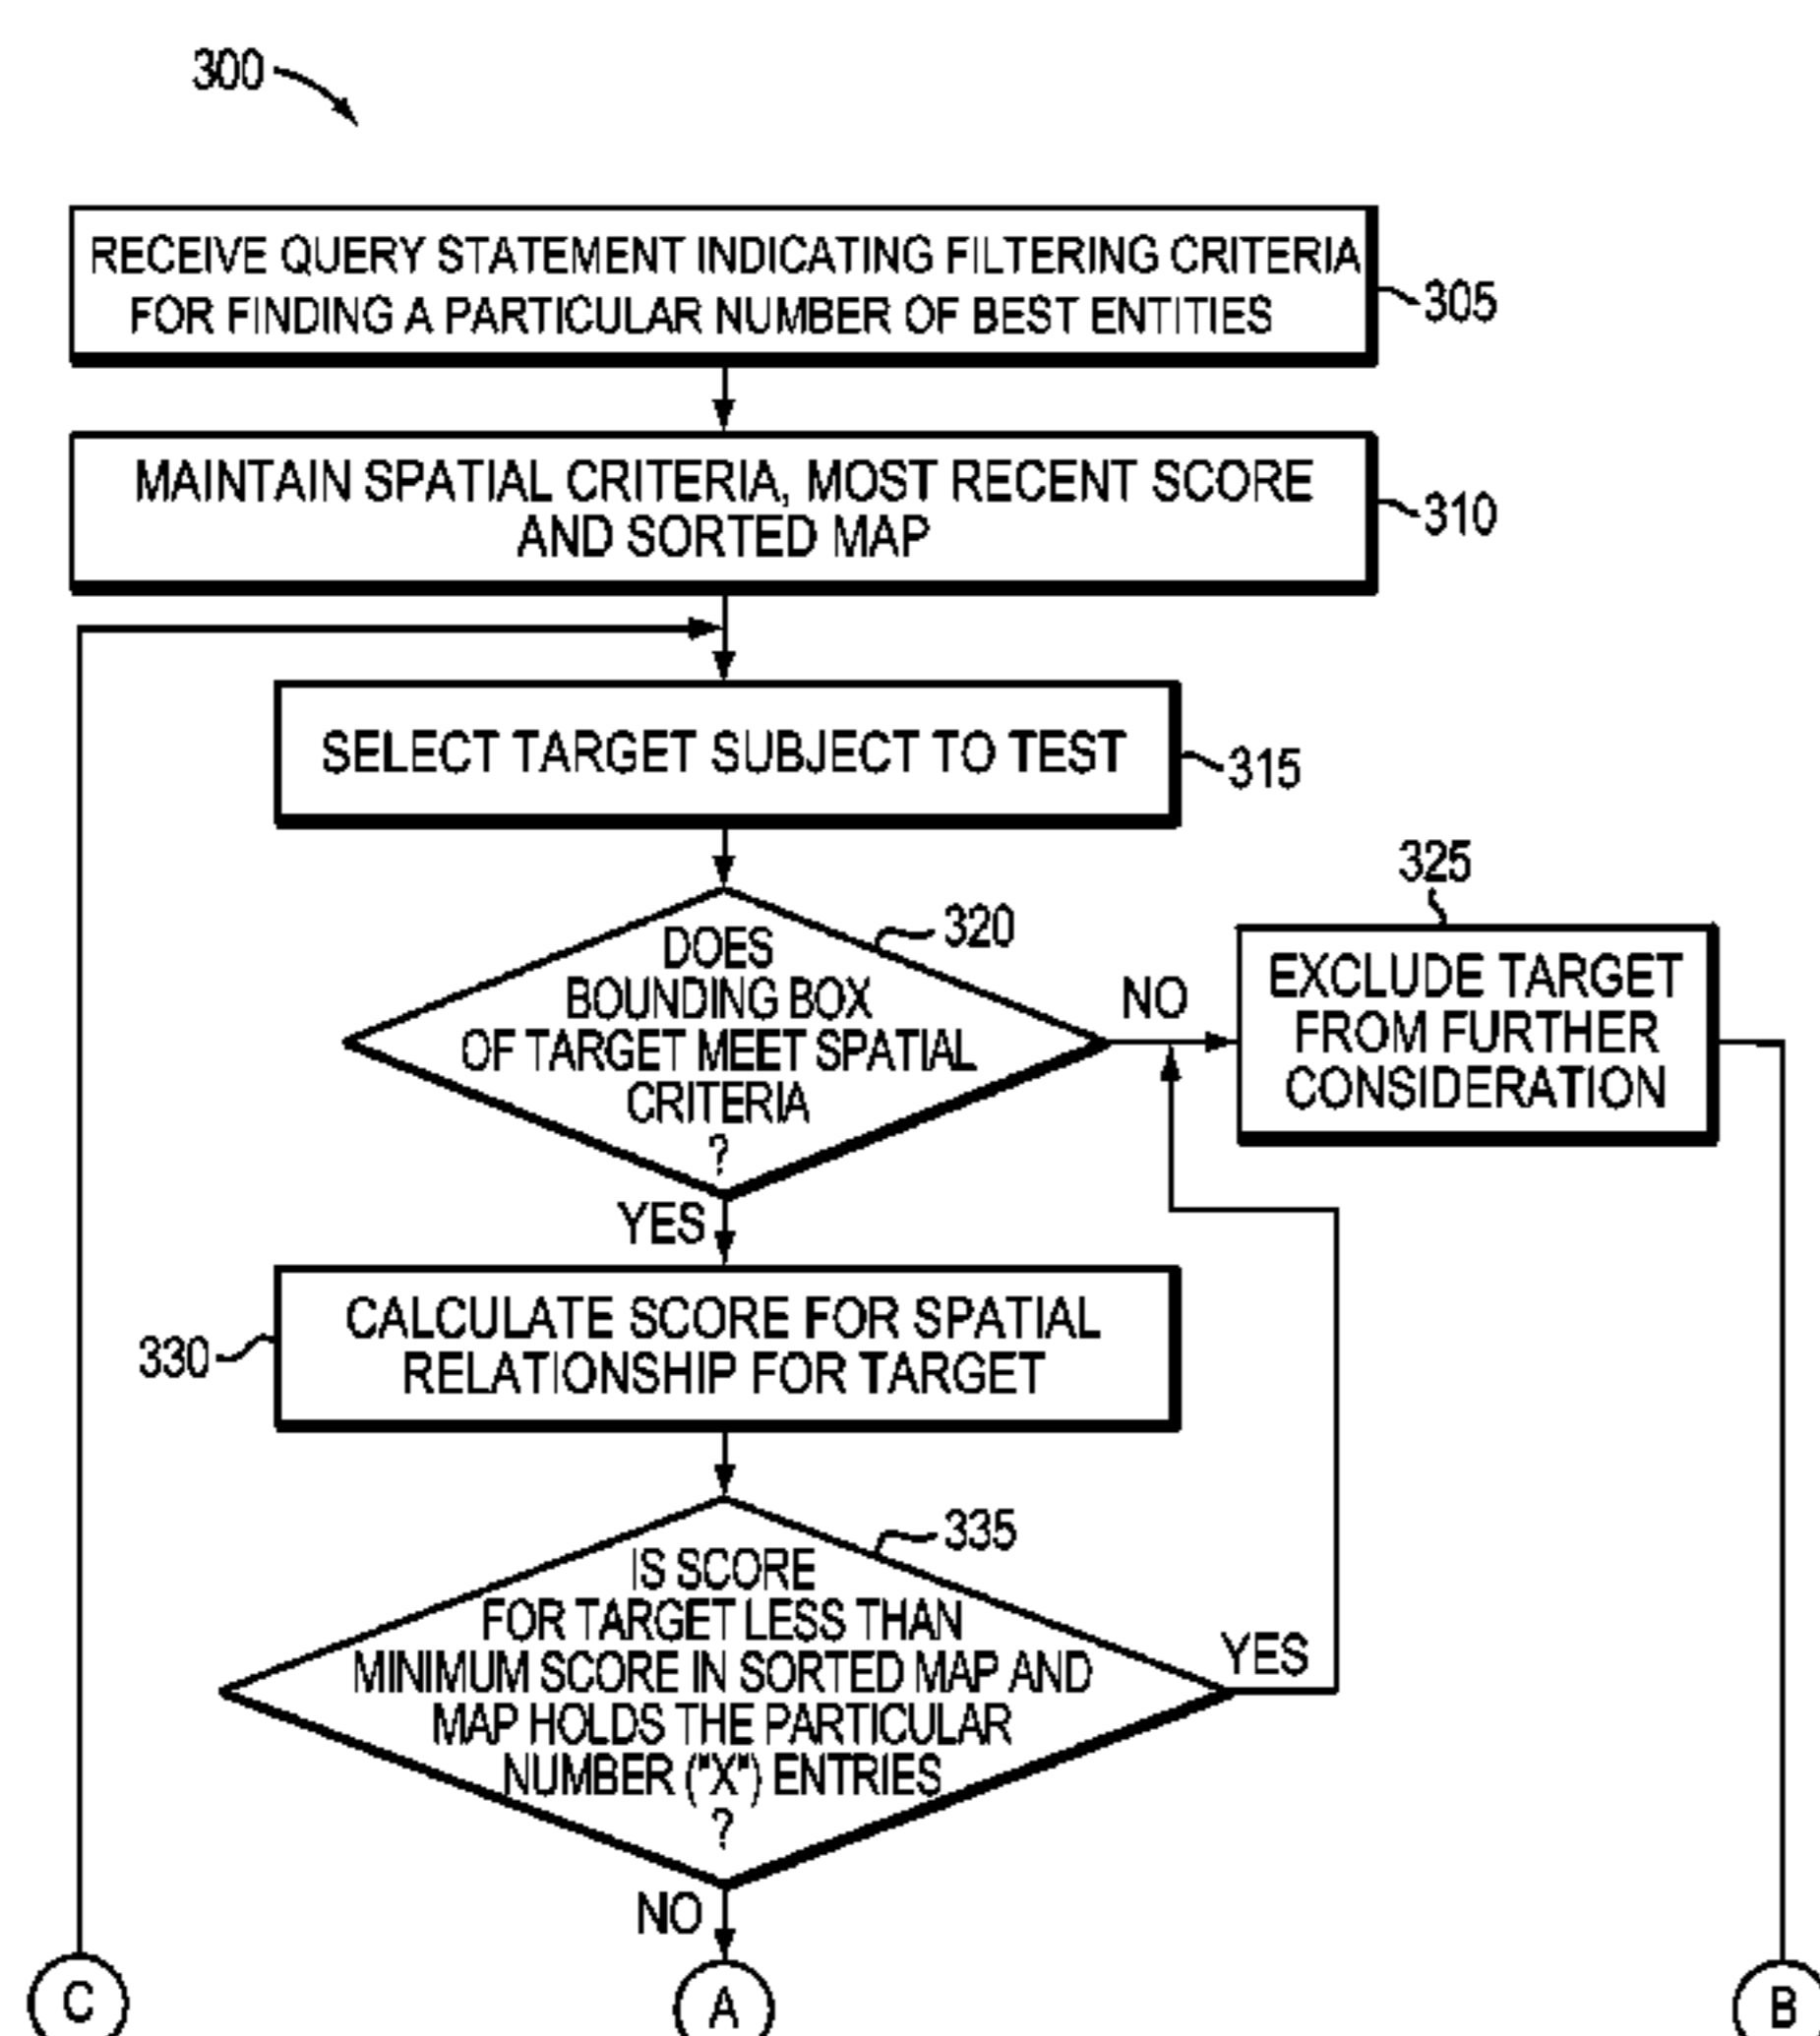 300
RECEIVE QUERY STATEMENT INDICATING FILTERING CRITERIA
FOR FINDING A PARTICULAR NUMBER OF BEST ENTITIES
305
MAINTAIN SPATIAL CRITERIA, MOST RECENT SCORE
AND SORTED MAP
310
SELECT TARGET SUBJECT TO TEST
315
320
DOES
BOUNDING BOX
OF TARGET MEET SPATIAL
CRITERIA
?
NO
325
EXCLUDE TARGET
FROM FURTHER
CONSIDERATION
YES
330
CALCULATE SCORE FOR SPATIAL
RELATIONSHIP FOR TARGET
335
IS SCORE
FOR TARGET LESS THAN
MINIMUM SCORE IN SORTED MAP AND
MAP HOLDS THE PARTICULAR
NUMBER ("X") ENTRIES
?
YES
NO
C
A
B